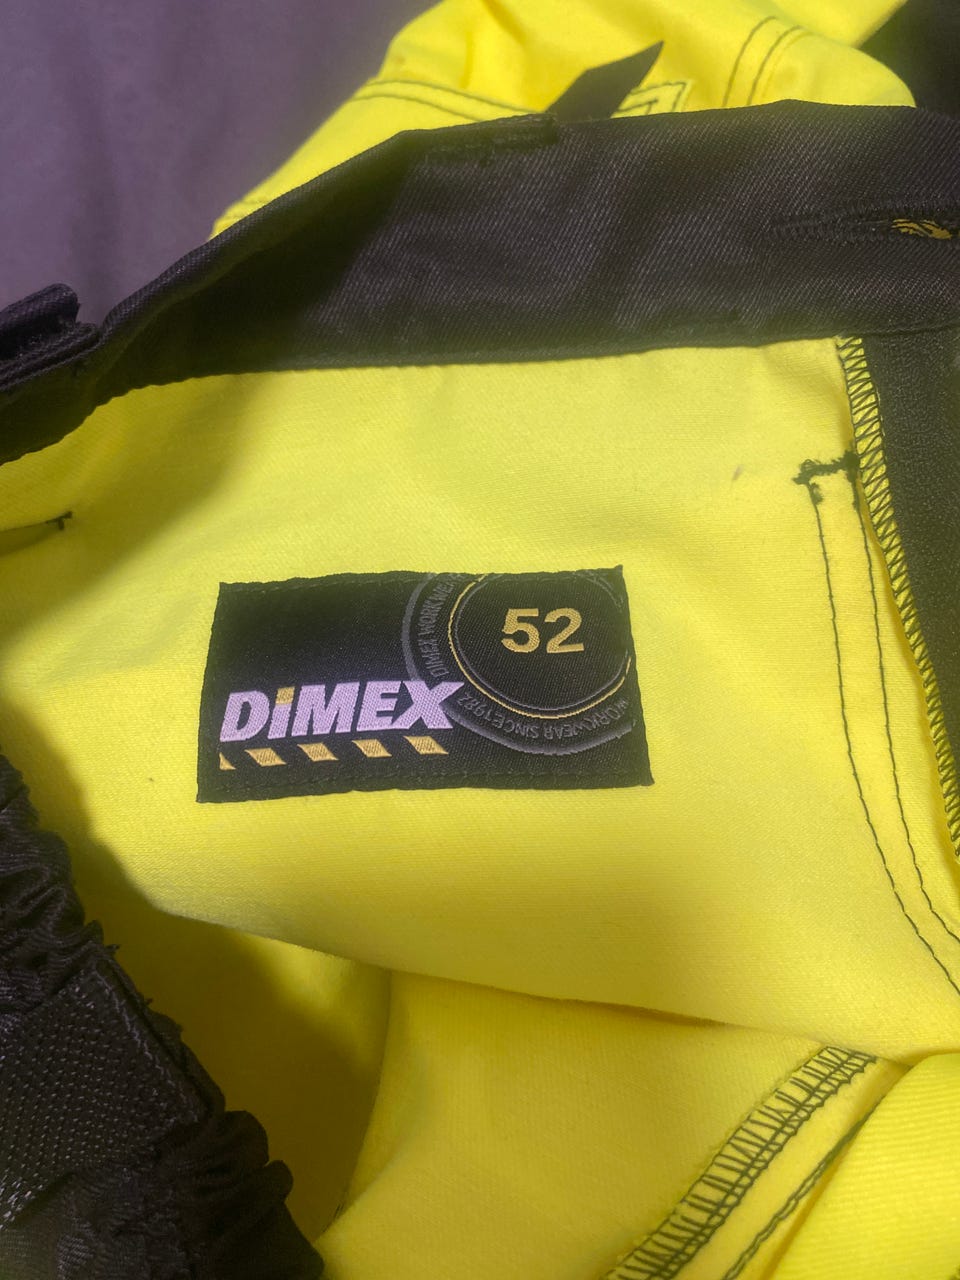 52
DIMEX WORKWEAR
DiMEX
WORKWEAR SINCE 1982